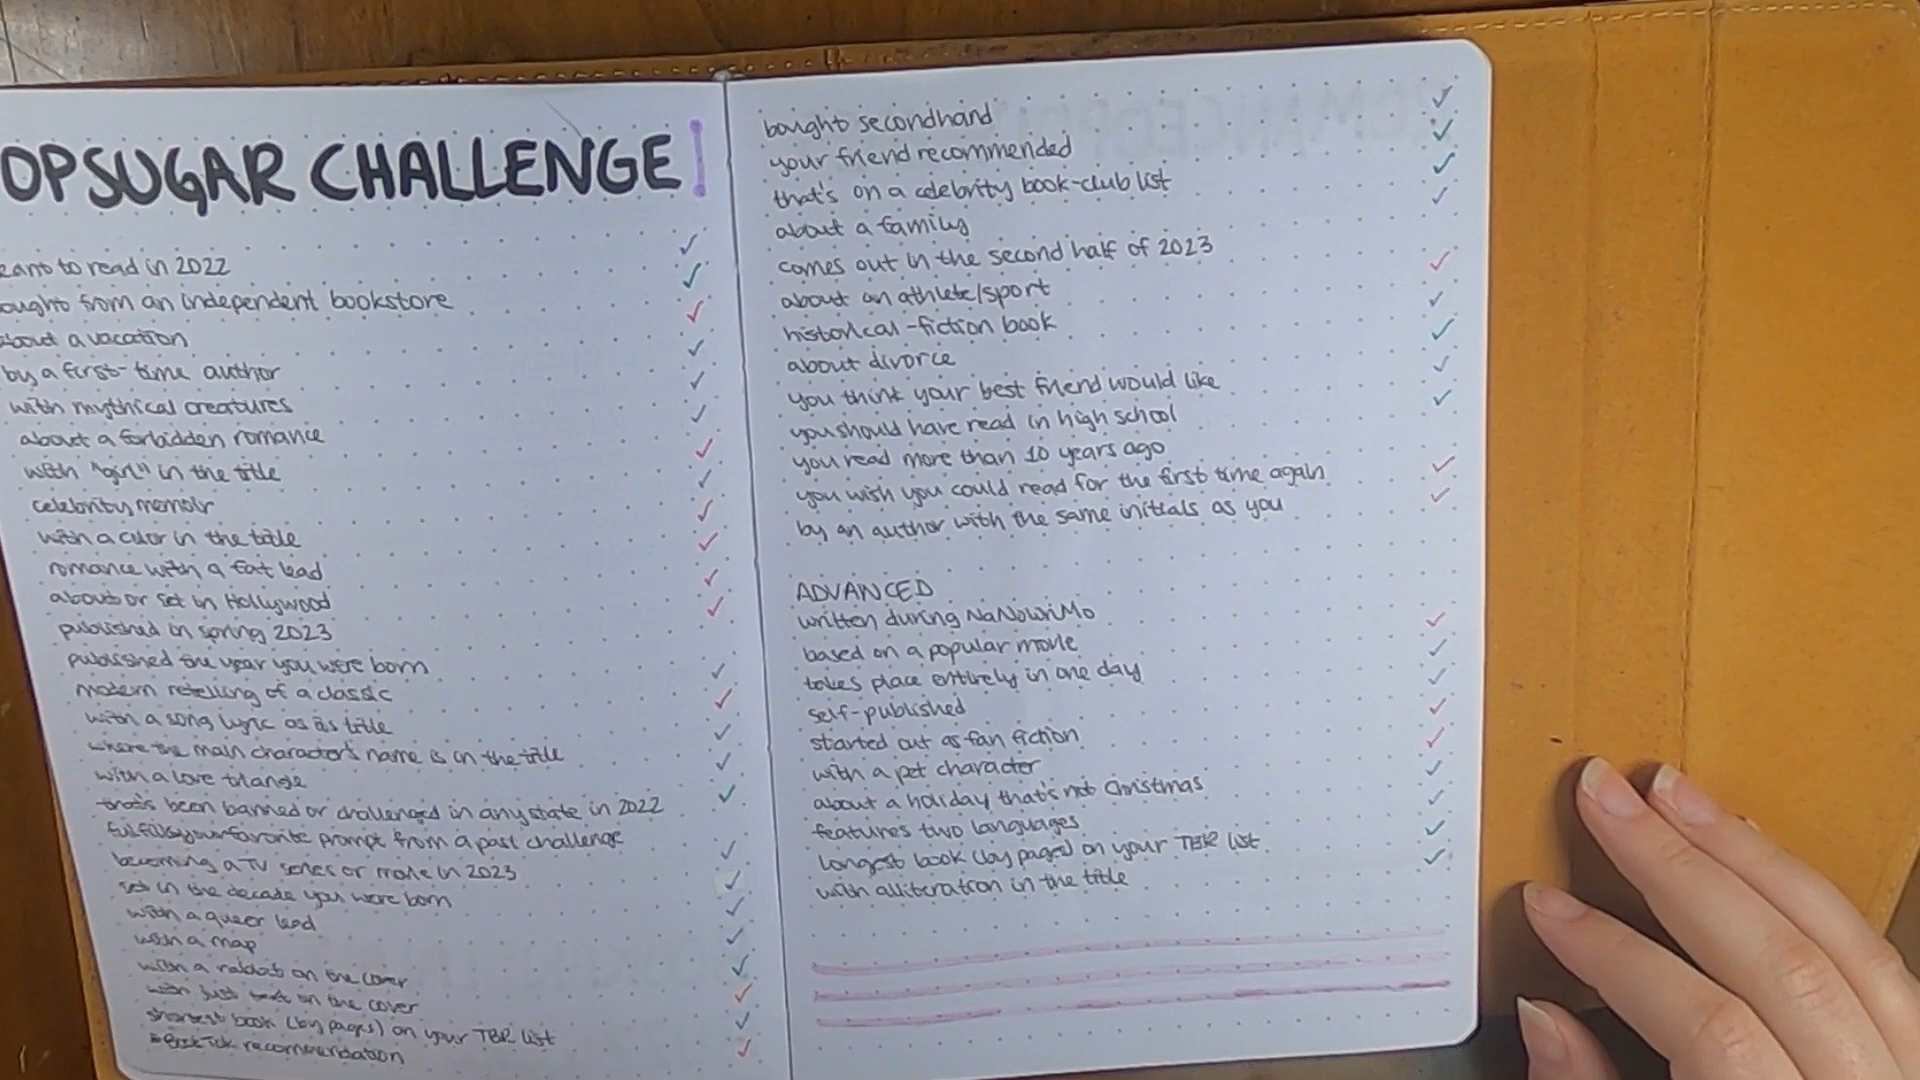 OPSUGAR CHALLENGE!
eant to read in 2022
ought from an independent bookstore
about a vacation
by a first-time author
with mythical creatures
about a forbidden romance
with "girl" in the title
celebrity memoir
with a color in the title
romance with a fat lead
about or set in Hollywood
published in spring 2023
published the year you were born
modern retelling of a classic
with a song lyric as its title
where the main character's name is in the title
with a love triangle
that's been banned or challenged in any state in 2022
fulfills your favorite prompt from a past challenge
becoming a TV series or movie in 2023
set in the decade you were born
with a queer lead
with a map
with a rabbit on the cover
with just text on the cover
shortest book (by pages) on your TBR list
BookTok recommendation
bought secondhand
your friend recommended
that's on a celebrity book-club list
about a family
comes out in the second half of 2023
about an athlete/sport
historical-fiction book
about divorce
you think your best friend would like
you should have read in high school
you read more than 10 years ago
you wish you could read for the first time again
by an author with the same initials as you
ADVANCED
written during NaNoWriMo
based on a popular movie
takes place entirely in one day
self-published
started out as fan fiction
with a pet character
about a holiday that's not Christmas
features two languages
longest book (by pages) on your TBR list
with alliteration in the title